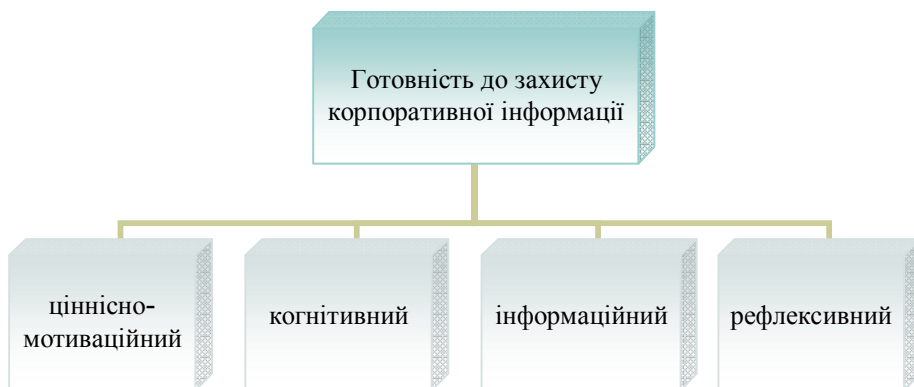 Готовність до захисту
корпоративної інформації
ціннісно-
мотиваційний
когнітивний
інформаційний
рефлексивний